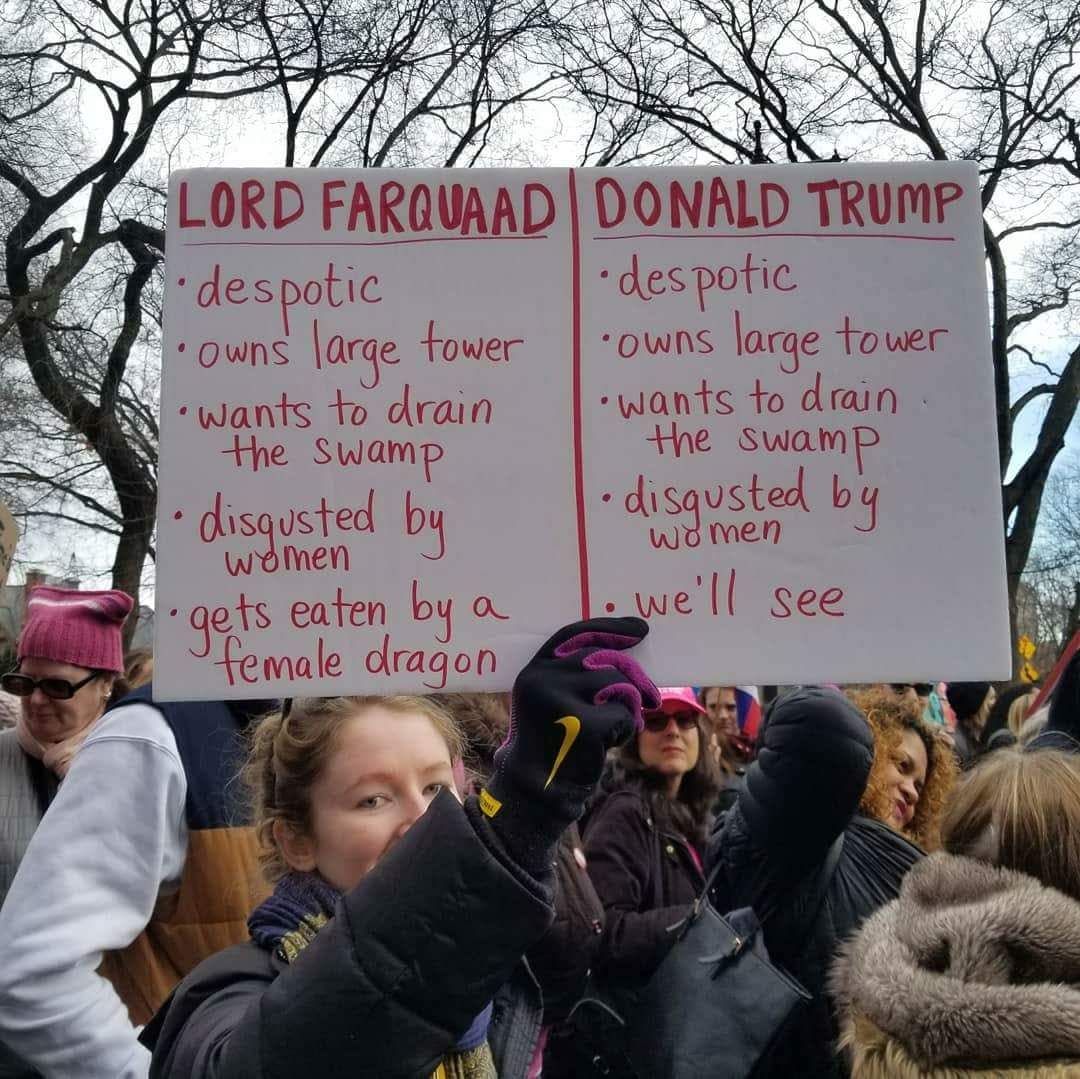 LORD FARQUAAD
• despotic
• owns large tower
• wants to drain
the swamp
• disgusted by
women
• gets eaten by a
female dragon
DONALD TRUMP
• despotic
• owns large tower
• wants to drain
the swamp
• disgusted by
women
• we'll see